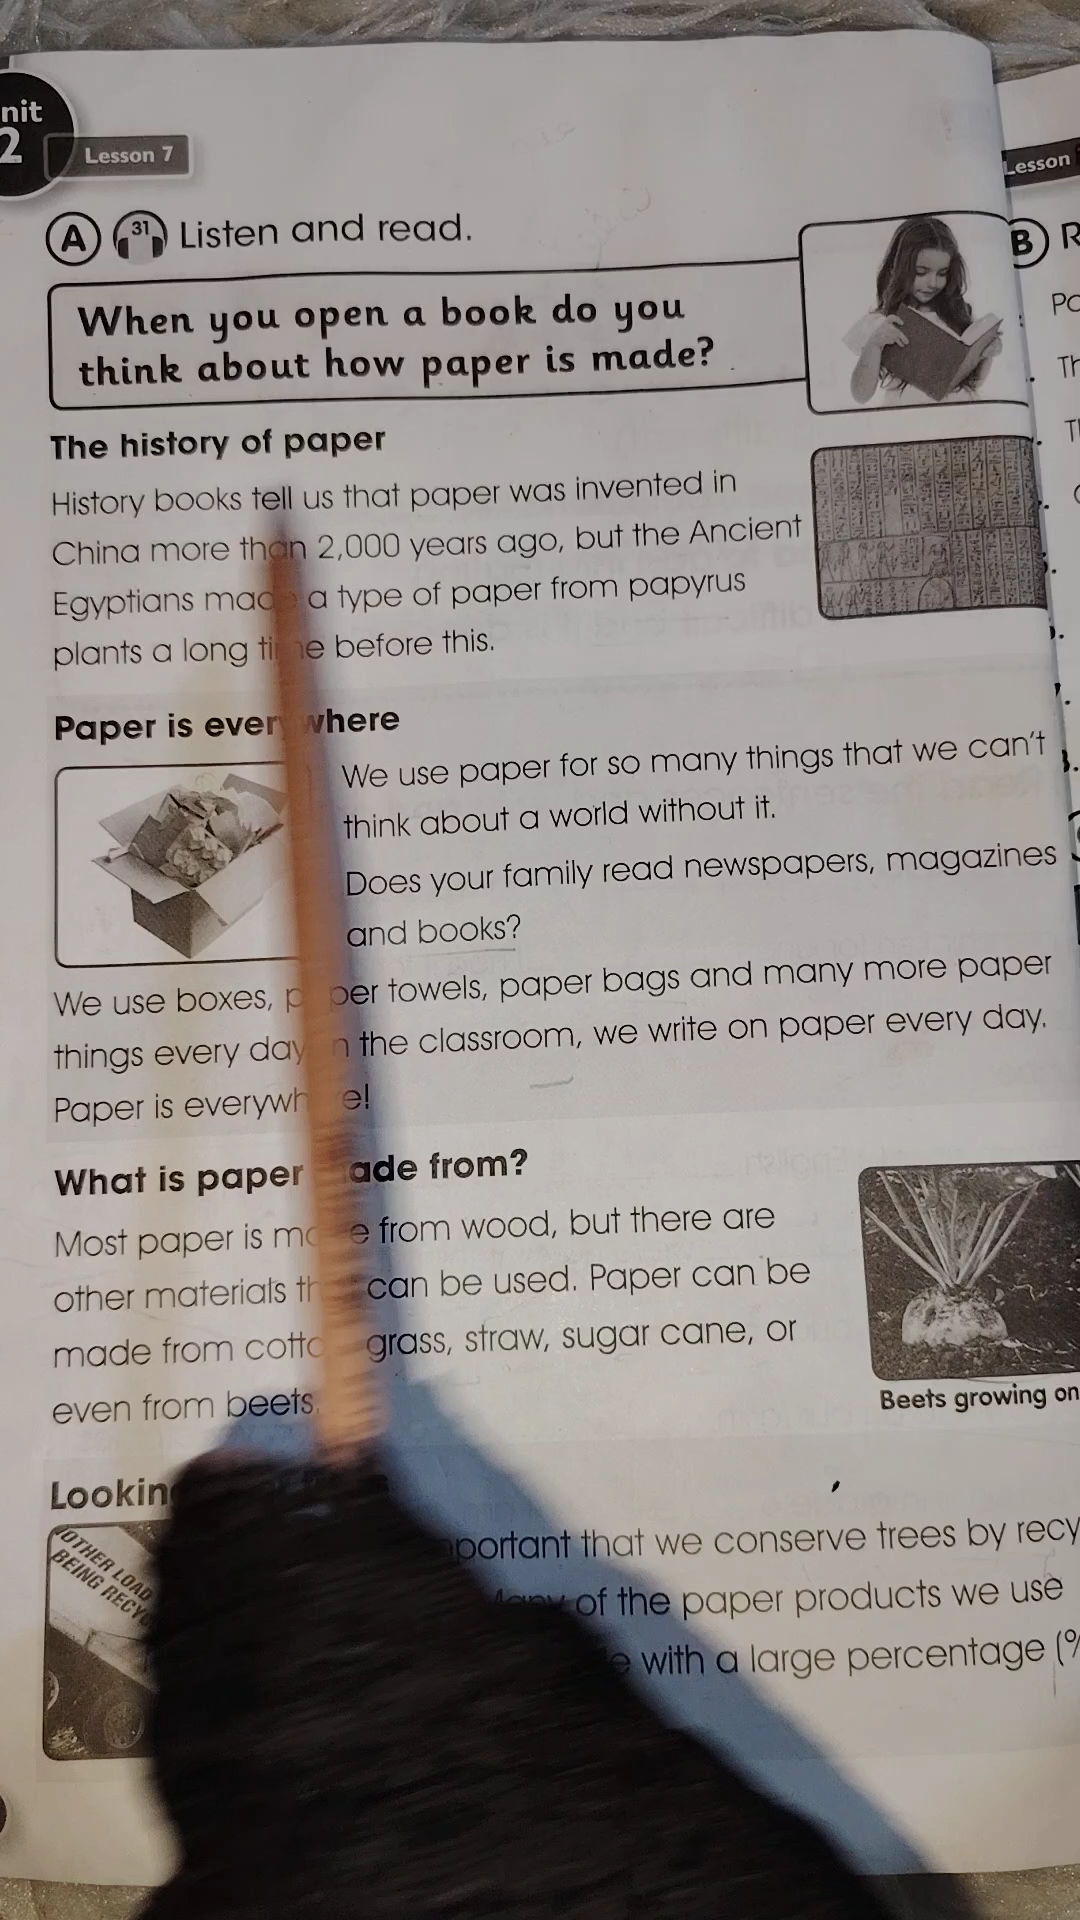 nit
2
Lesson 7
A 31 Listen and read.
When you open a book do you
think about how paper is made?
The history of paper
History books tell us that paper was invented in
China more than 2,000 years ago, but the Ancient
Egyptians made a type of paper from papyrus
plants a long time before this.
Paper is everywhere
We use paper for so many things that we can't
think about a world without it.
Does your family read newspapers, magazines
and books?
We use boxes, paper towels, paper bags and many more paper
things every day in the classroom, we write on paper every day.
Paper is everywhere!
What is paper made from?
Most paper is made from wood, but there are
other materials that can be used. Paper can be
made from cotton grass, straw, sugar cane, or
even from beets.
Beets growing on
Lookin
OTHER LOAD
BEING RECY
portant that we conserve trees by recy
Many of the paper products we use
with a large percentage (%
Lesson
B R
Po
Th